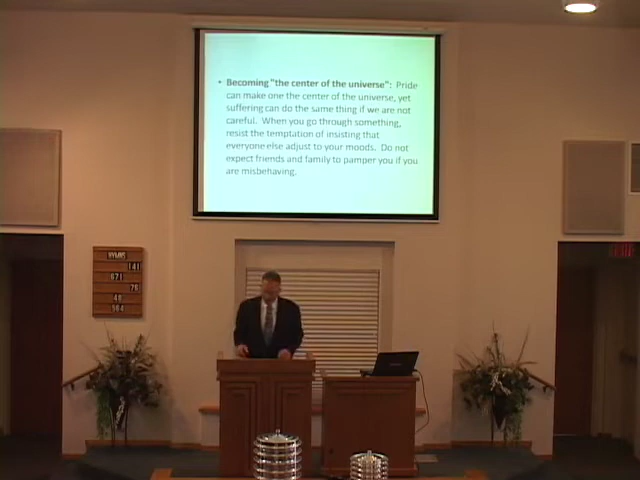 • Becoming "the center of the universe": Pride
can make one the center of the universe, yet
suffering can do the same thing if we are not
careful. When you go through something,
resist the temptation of insisting that
everyone else adjust to your moods. Do not
expect friends and family to pamper you if you
are misbehaving.
HYMNS
141
671
75
46
984
EXIT